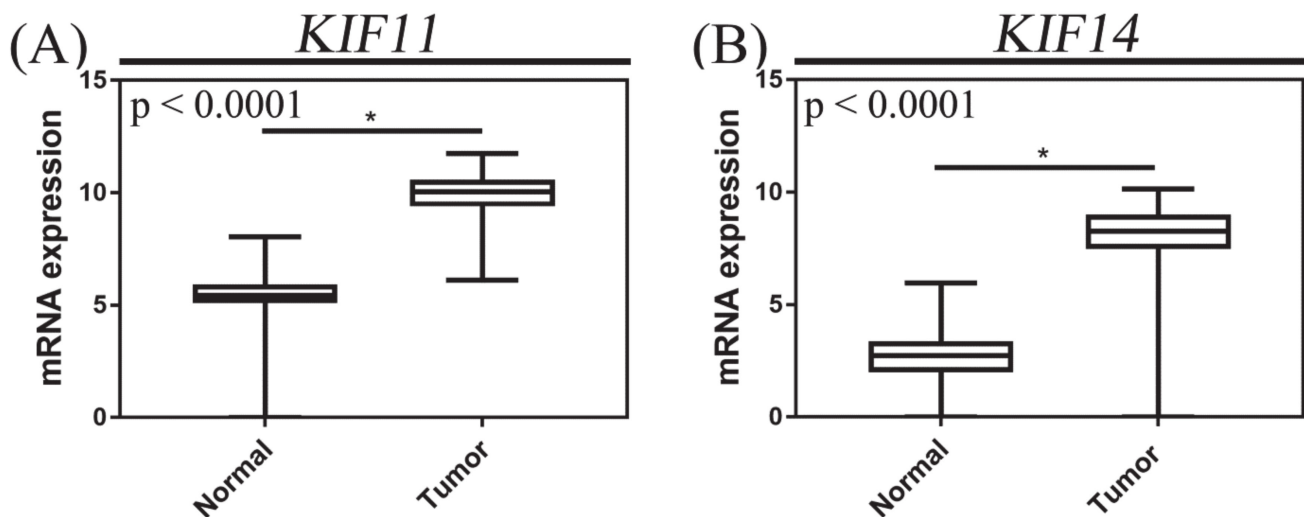 (A)
KIF11
mRNA expression
15
10
5
0
p < 0.0001
*
Normal
Tumor
(B)
KIF14
mRNA expression
15
10
5
0
p < 0.0001
*
Normal
Tumor